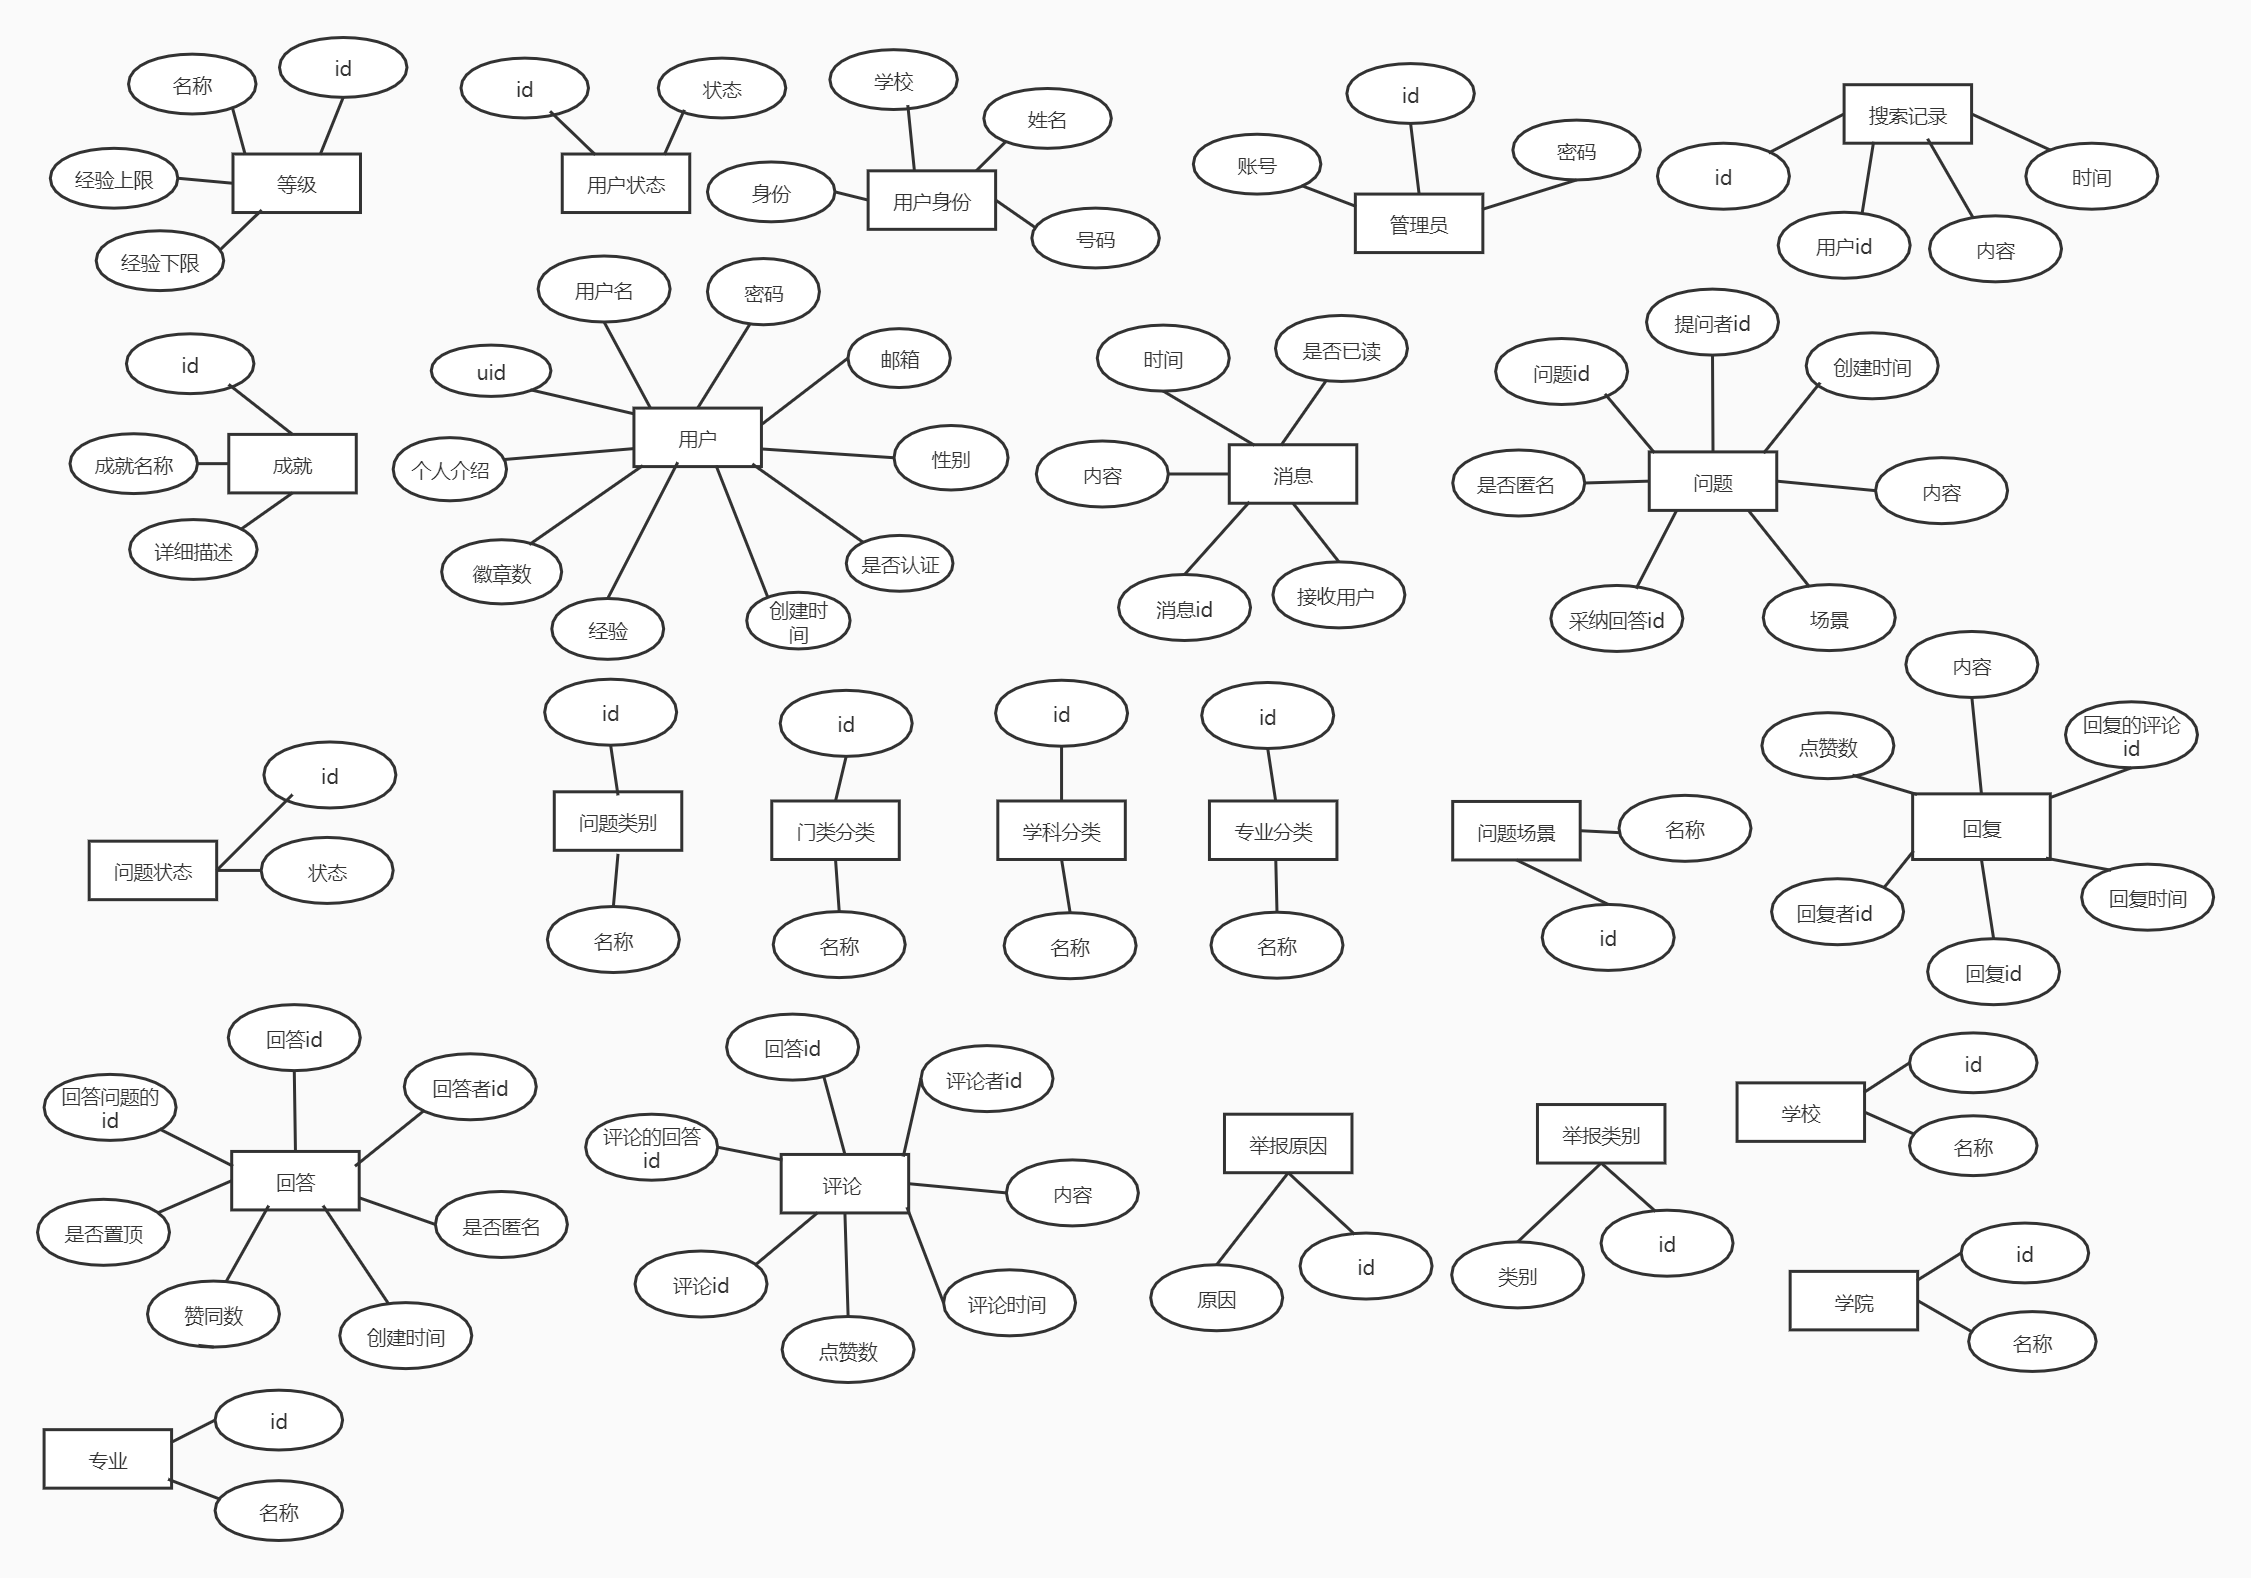 名称
id
经验上限
等级
经验下限
id
状态
用户状态
学校
姓名
身份
用户身份
号码
id
账号
密码
管理员
搜索记录
id
时间
用户id
内容
id
成就名称
成就
详细描述
用户名
密码
uid
邮箱
用户
个人介绍
性别
徽章数
是否认证
经验
创建时
间
时间
是否已读
内容
消息
消息id
接收用户
提问者id
问题id
创建时间
是否匿名
问题
内容
采纳回答id
场景
id
问题状态
状态
id
问题类别
名称
id
门类分类
名称
id
学科分类
名称
id
专业分类
名称
问题场景
名称
id
内容
点赞数
回复的评论
id
回复
回复者id
回复时间
回复id
回答id
回答问题的
id
回答者id
回答
是否置顶
是否匿名
赞同数
创建时间
回答id
评论者id
评论的回答
id
评论
内容
评论id
评论时间
点赞数
举报原因
原因
id
举报类别
类别
id
学校
id
名称
学院
id
名称
专业
id
名称